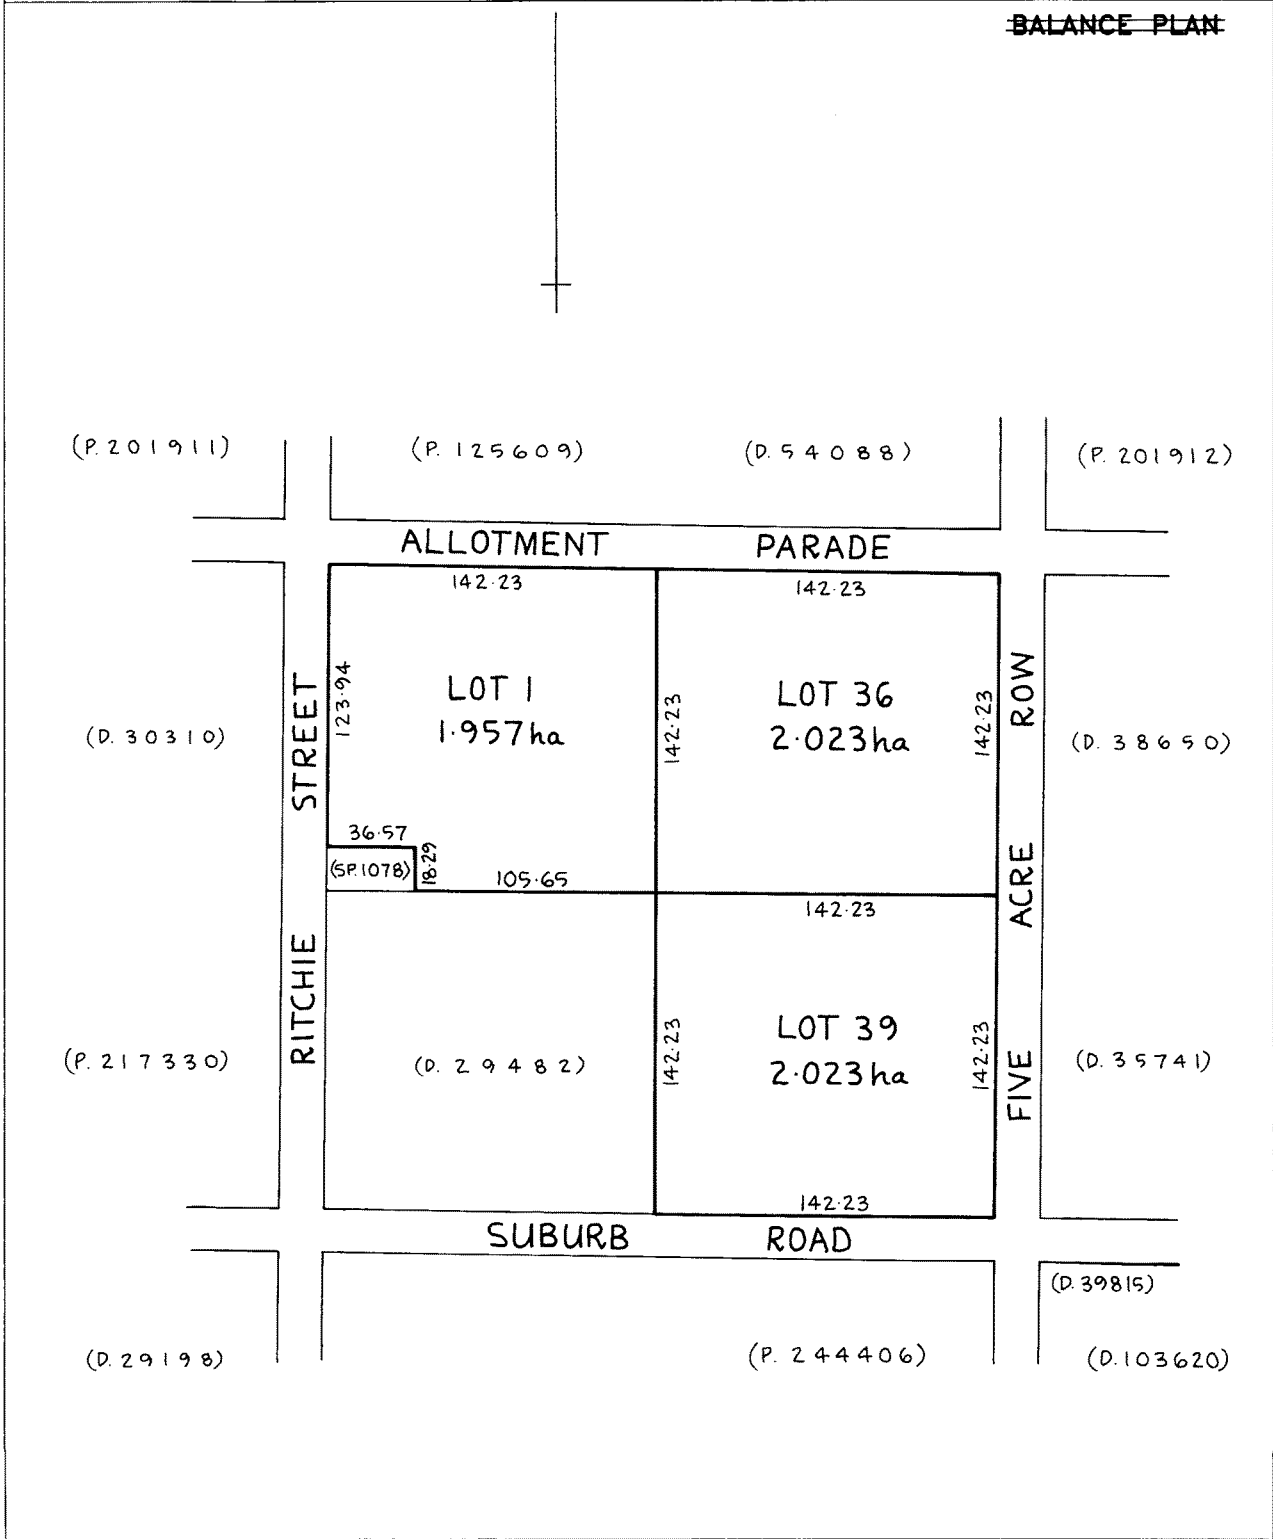 BALANCE PLAN
(P. 201911)
(P. 125609)
(D. 54088)
(P. 201912)
ALLOTMENT PARADE
142·23
142·23
STREET
123·94
LOT 1
1·957ha
142·23
LOT 36
2·023ha
142·23
ROW
(D. 30310)
(D. 38650)
36·57
(SP.1078)
18·29
105·65
ACRE
142·23
RITCHIE
(P. 217330)
(D. 29482)
142·23
LOT 39
2·023ha
142·23
FIVE
(D. 35741)
142·23
SUBURB ROAD
(D. 39815)
(D. 29198)
(P. 244406)
(D. 103620)